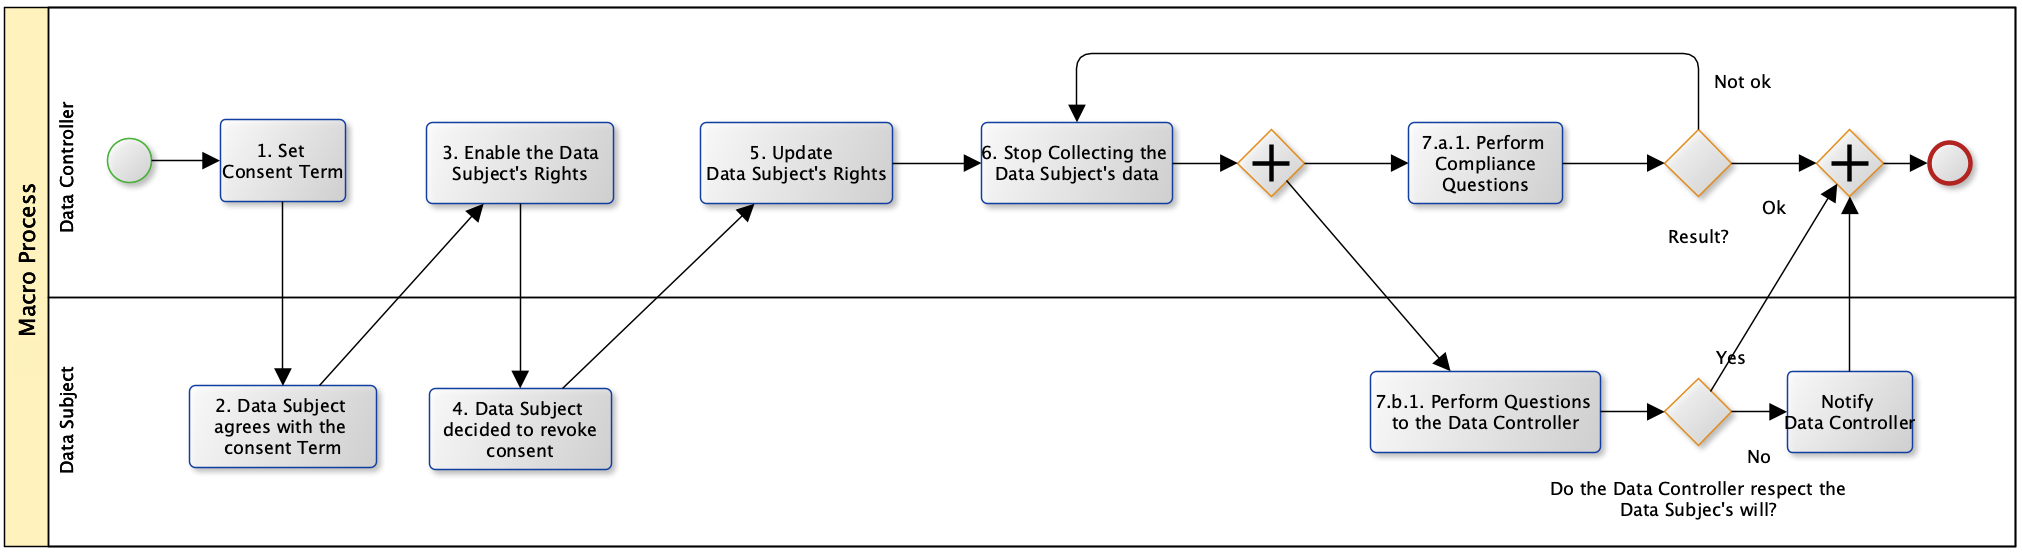 Macro Process
Data Controller
1. Set
Consent Term
3. Enable the Data
Subject's Rights
5. Update
Data Subject's Rights
6. Stop Collecting the
Data Subject's data
7.a.1. Perform
Compliance
Questions
Not ok
Ok
Result?
Data Subject
2. Data Subject
agrees with the
consent Term
4. Data Subject
decided to revoke
consent
7.b.1. Perform Questions
to the Data Controller
Yes
No
Notify
Data Controller
Do the Data Controller respect the
Data Subjec's will?